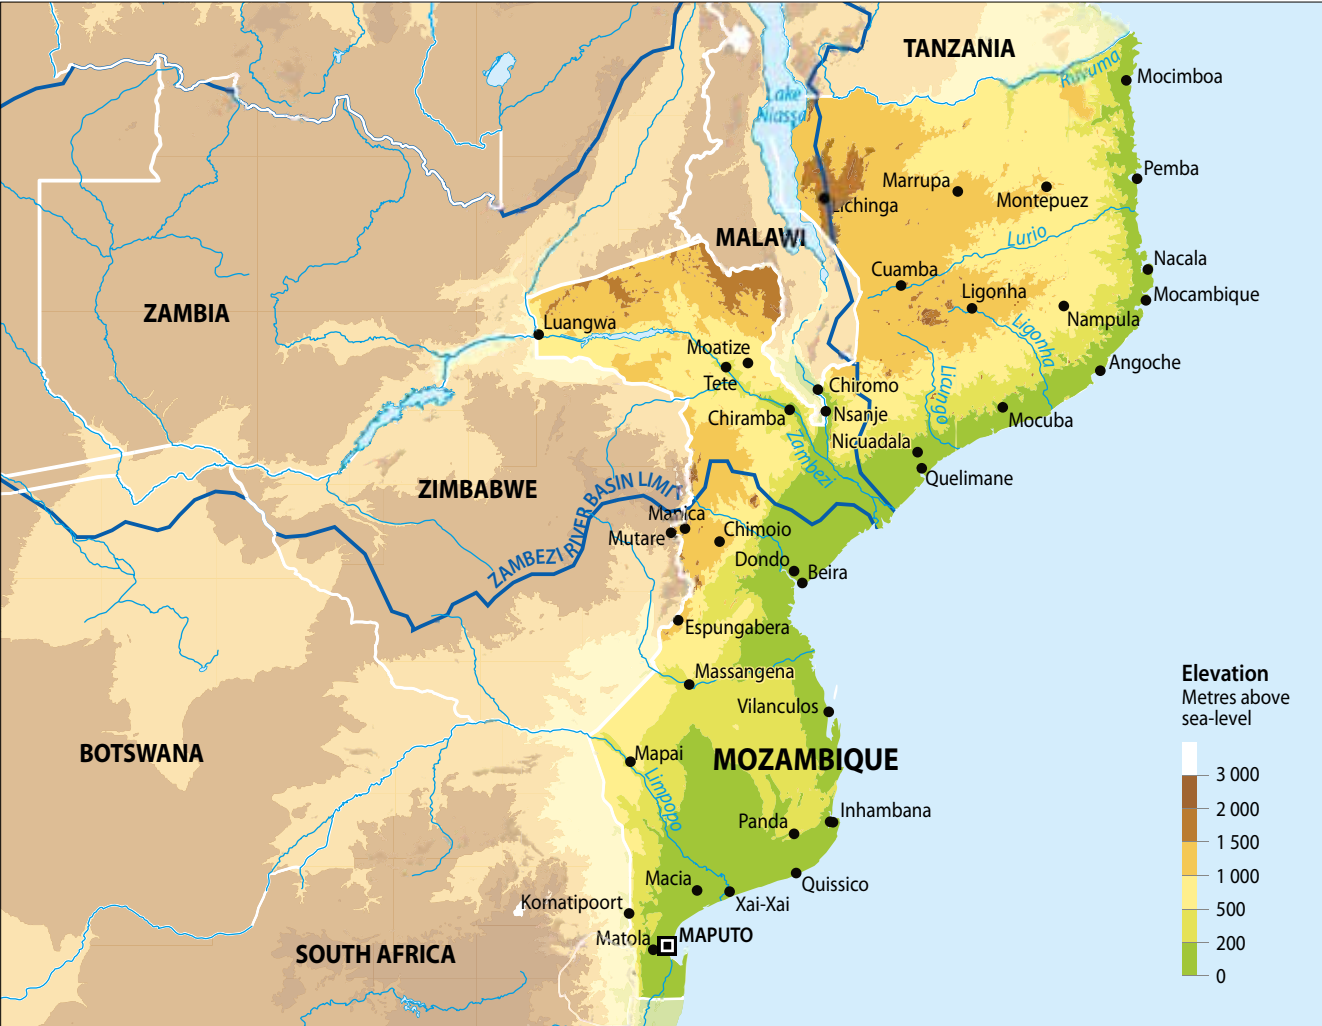 TANZANIA
Ruvuma
Mocimboa
Lake
Niassa
Pemba
Marrupa
Montepuez
Lichinga
MALAWI
Lurio
Nacala
Cuamba
Ligonha
Mocambique
ZAMBIA
Luangwa
Nampula
Ligonha
Moatize
Angoche
Tete
Chiromo
Licungo
Chiramba
Nsanje
Mocuba
Nicuadala
Zambezi
Quelimane
ZIMBABWE
ZAMBEZI RIVER BASIN LIMIT
Manica
Mutare
Chimoio
Dondo
Beira
Espungabera
Massangena
Vilanculos
BOTSWANA
Mapai
MOZAMBIQUE
Limpopo
Panda
Inhambana
Macia
Quissico
Komatipoort
Xai-Xai
Matola
MAPUTO
SOUTH AFRICA
Elevation
Metres above
sea-level
3 000
2 000
1 500
1 000
500
200
0